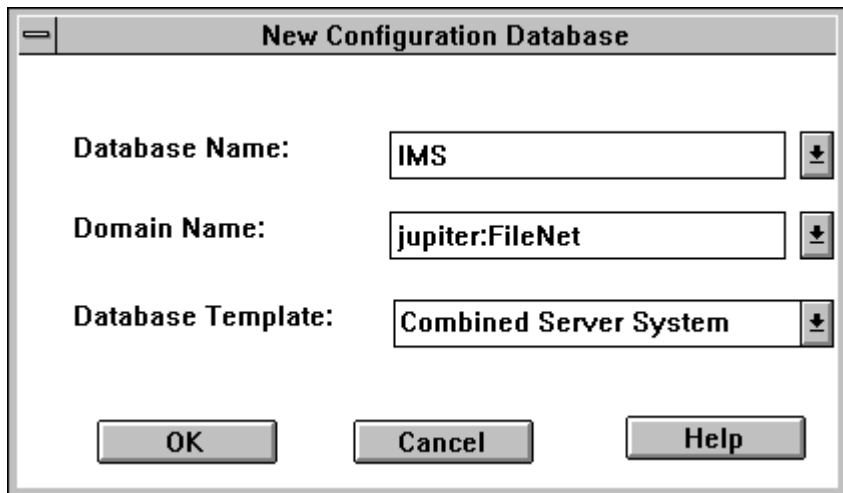 New Configuration Database
Database Name: IMS
Domain Name: jupiter:FileNet
Database Template: Combined Server System
OK Cancel Help